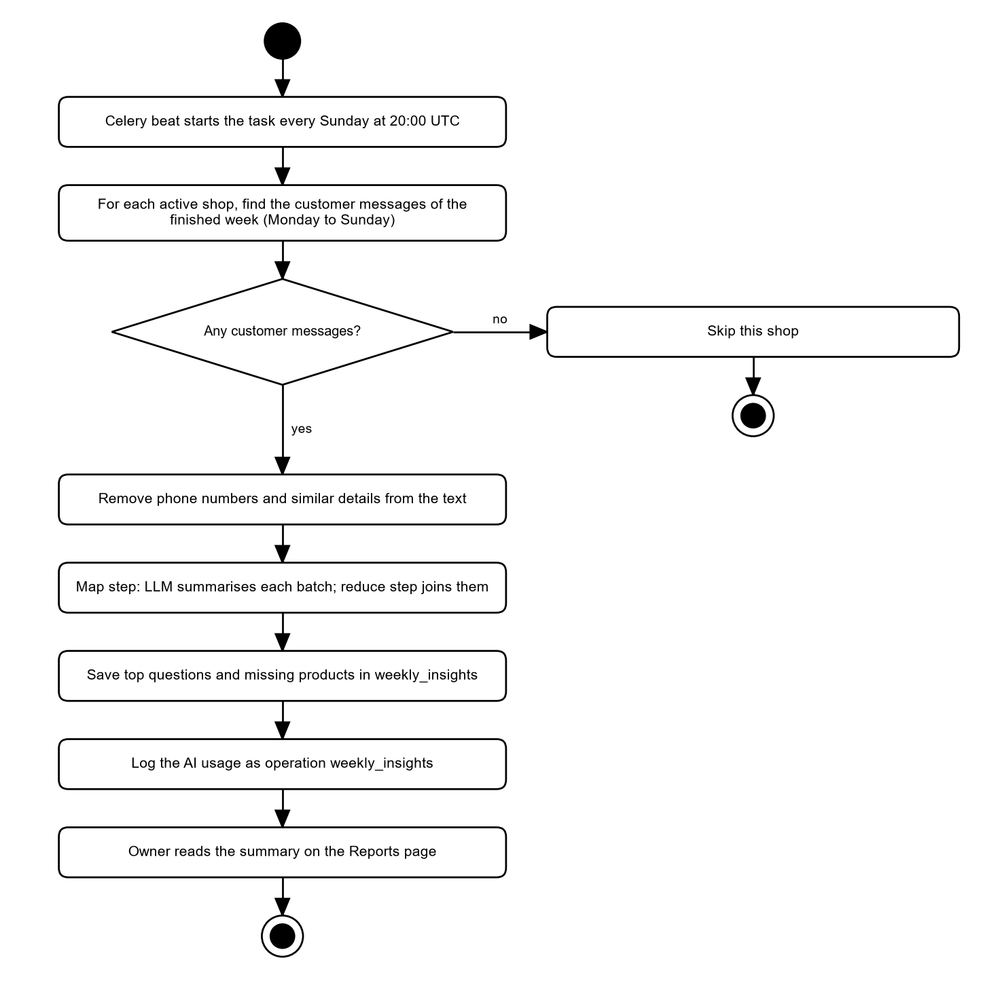 Celery beat starts the task every Sunday at 20:00 UTC
For each active shop, find the customer messages of the
finished week (Monday to Sunday)
Any customer messages?
no
Skip this shop
yes
Remove phone numbers and similar details from the text
Map step: LLM summarises each batch; reduce step joins them
Save top questions and missing products in weekly_insights
Log the AI usage as operation weekly_insights
Owner reads the summary on the Reports page